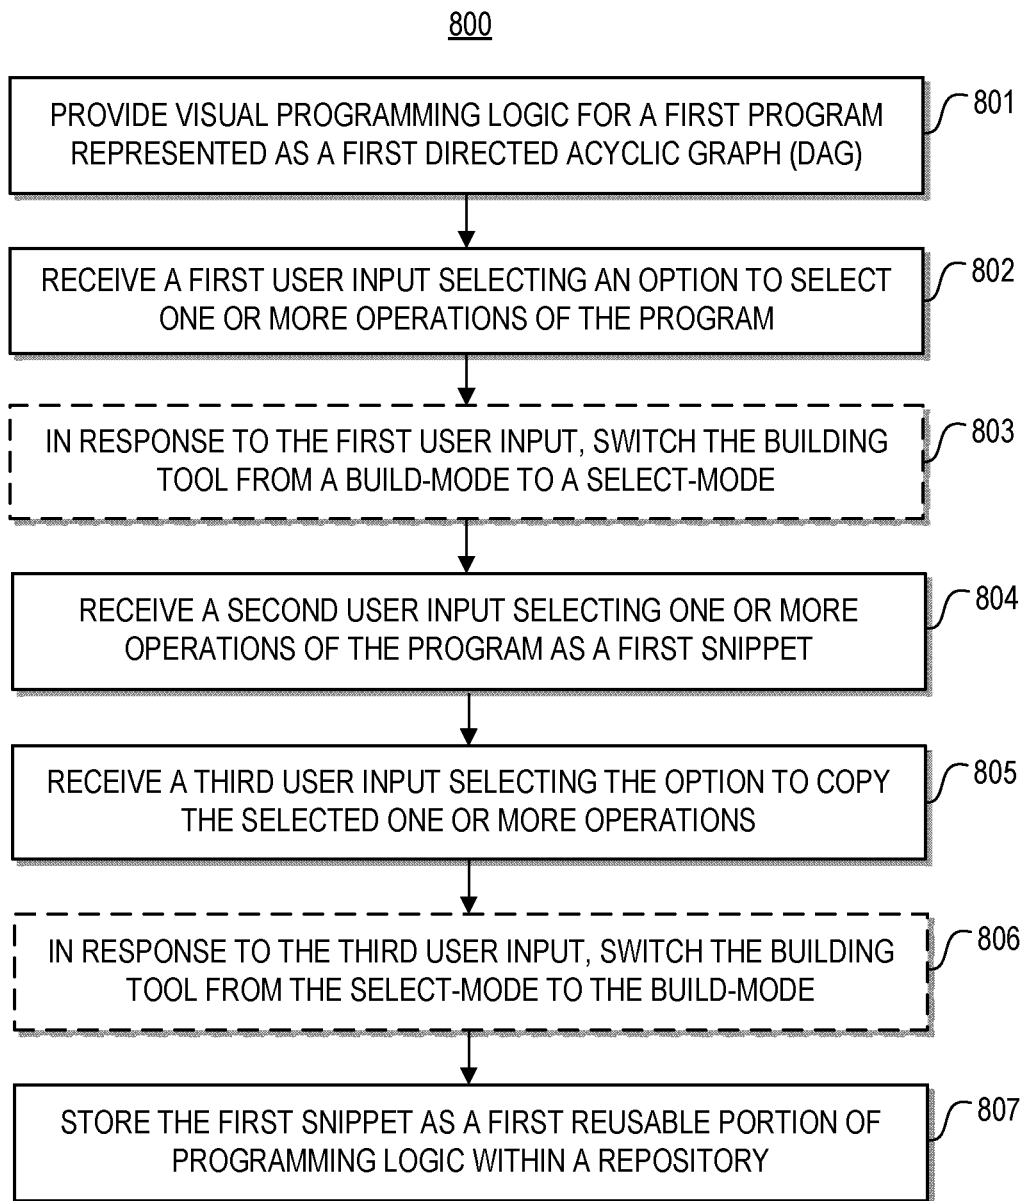 800
PROVIDE VISUAL PROGRAMMING LOGIC FOR A FIRST PROGRAM
REPRESENTED AS A FIRST DIRECTED ACYCLIC GRAPH (DAG)
801
RECEIVE A FIRST USER INPUT SELECTING AN OPTION TO SELECT
ONE OR MORE OPERATIONS OF THE PROGRAM
802
IN RESPONSE TO THE FIRST USER INPUT, SWITCH THE BUILDING
TOOL FROM A BUILD-MODE TO A SELECT-MODE
803
RECEIVE A SECOND USER INPUT SELECTING ONE OR MORE
OPERATIONS OF THE PROGRAM AS A FIRST SNIPPET
804
RECEIVE A THIRD USER INPUT SELECTING THE OPTION TO COPY
THE SELECTED ONE OR MORE OPERATIONS
805
IN RESPONSE TO THE THIRD USER INPUT, SWITCH THE BUILDING
TOOL FROM THE SELECT-MODE TO THE BUILD-MODE
806
STORE THE FIRST SNIPPET AS A FIRST REUSABLE PORTION OF
PROGRAMMING LOGIC WITHIN A REPOSITORY
807